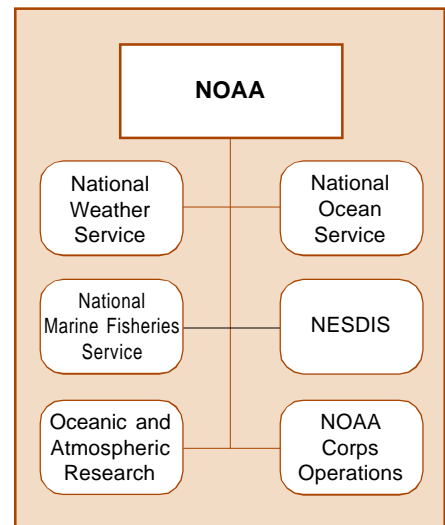 NOAA
National
Weather
Service
National
Ocean
Service
National
Marine Fisheries
Service
NESDIS
Oceanic and
Atmospheric
Research
NOAA
Corps
Operations